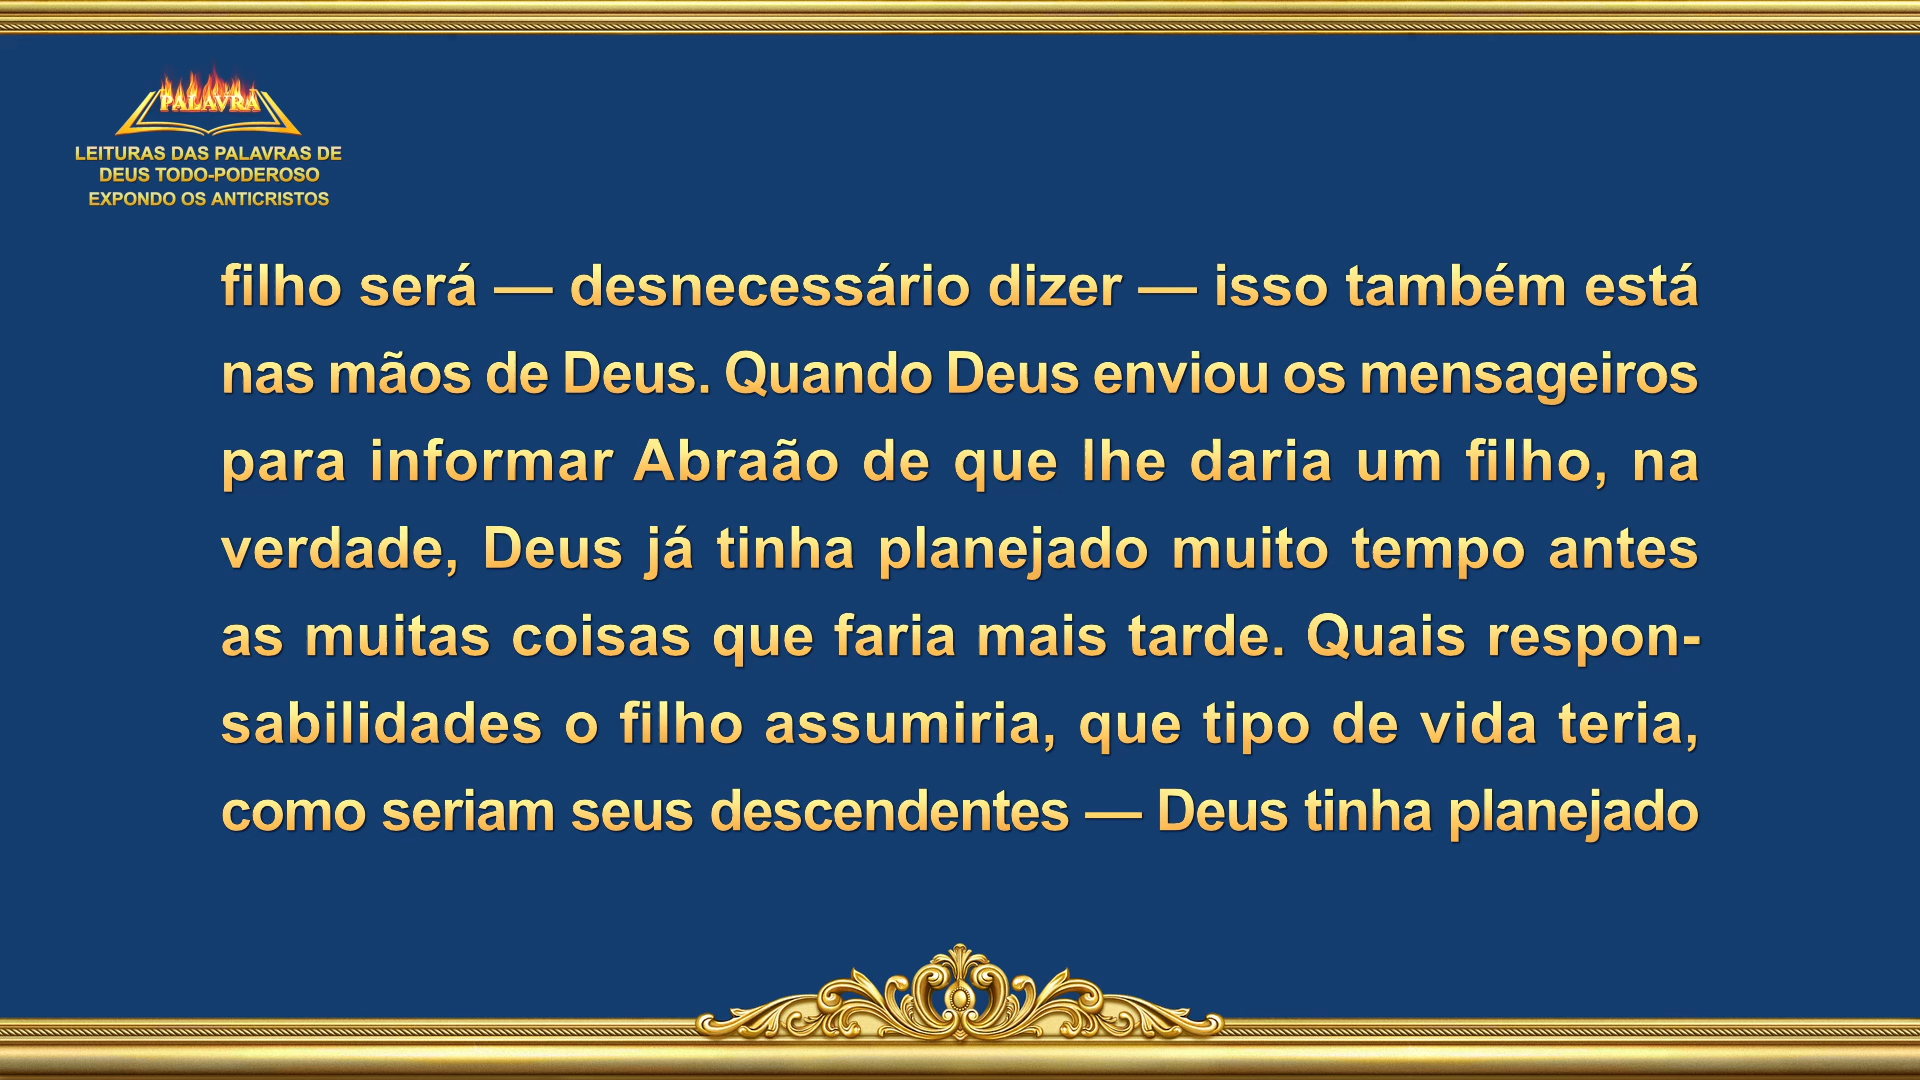 PALAVRA
LEITURAS DAS PALAVRAS DE
DEUS TODO-PODEROSO
EXPONDO OS ANTICRISTOS
filho será — desnecessário dizer — isso também está
nas mãos de Deus. Quando Deus enviou os mensageiros
para informar Abraão de que lhe daria um filho, na
verdade, Deus já tinha planejado muito tempo antes
as muitas coisas que faria mais tarde. Quais respon-
sabilidades o filho assumiria, que tipo de vida teria,
como seriam seus descendentes — Deus tinha planejado